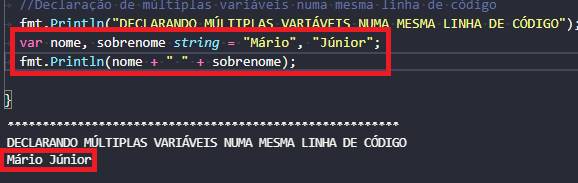 //Declaração de múltiplas variáveis numa mesma linha de código
fmt.Println("DECLARANDO MÚLTIPLAS VARIÁVEIS NUMA MESMA LINHA DE CÓDIGO");
var nome, sobrenome string = "Mário", "Júnior";
fmt.Println(nome + " " + sobrenome);
}
****************************************************
DECLARANDO MÚLTIPLAS VARIÁVEIS NUMA MESMA LINHA DE CÓDIGO
Mário Júnior